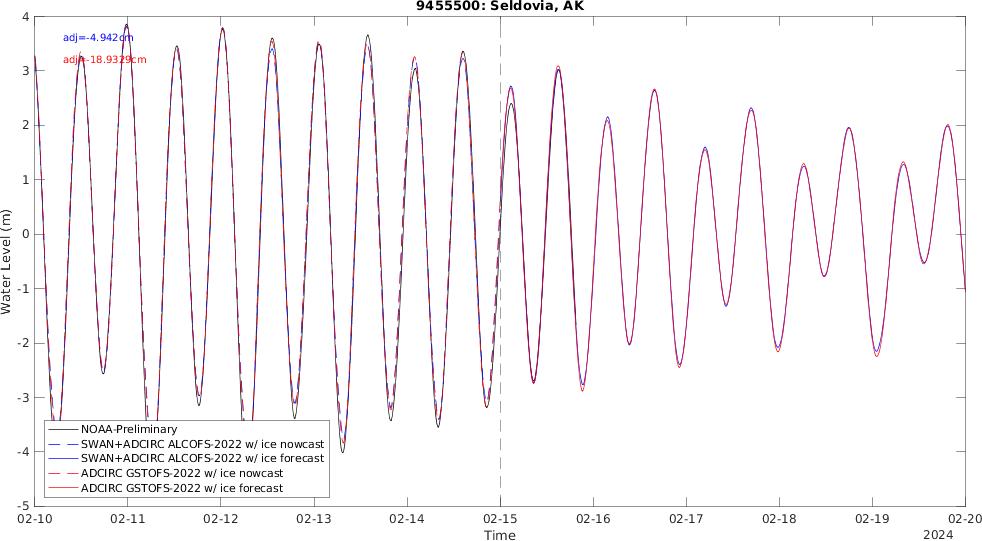 9455500: Seldovia, AK
adj=-4.942cm
adj=-18.9329cm
4
3
2
1
0
-1
-2
-3
-4
-5
Water Level (m)
NOAA-Preliminary
SWAN+ADCIRC ALCOFS-2022 w/ ice nowcast
SWAN+ADCIRC ALCOFS-2022 w/ ice forecast
ADCIRC GSTOFS-2022 w/ ice nowcast
ADCIRC GSTOFS-2022 w/ ice forecast
02-10 02-11 02-12 02-13 02-14 02-15 02-16 02-17 02-18 02-19 02-20
Time
2024